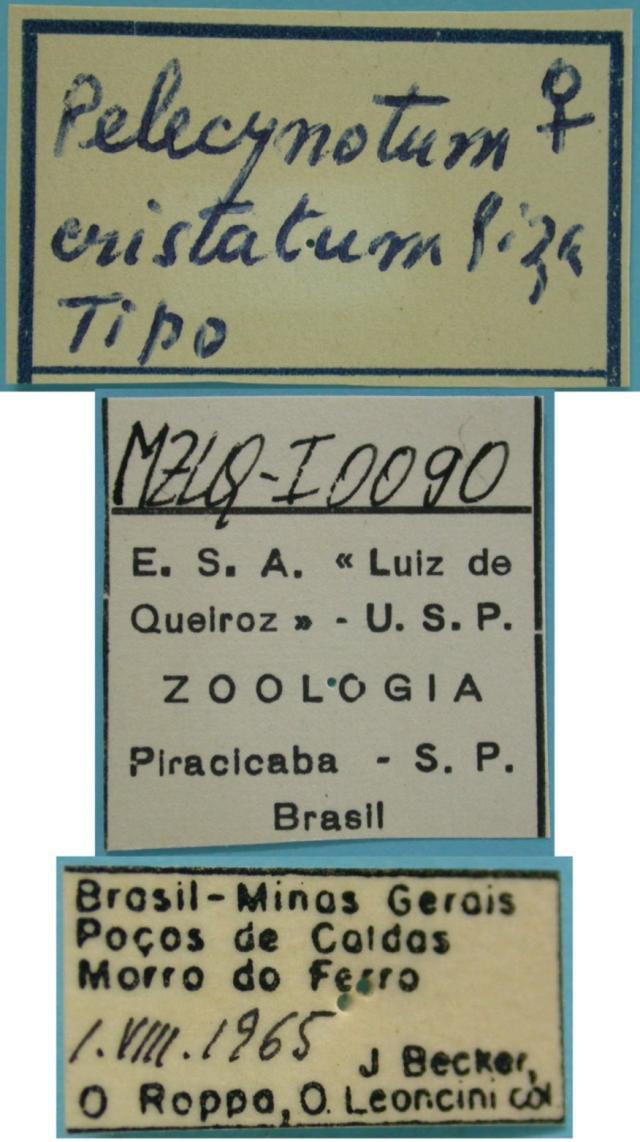 Pelecynotum ♀
cristatum Piza
Tipo
MZLQ-I0090
E. S. A. « Luiz de
Queiroz » - U. S. P.
ZOOLOGIA
Piracicaba - S. P.
Brasil
Brasil-Minas Gerais
Poços de Caldas
Morro do Ferro
1.VIII.1965 J Becker,
O Roppa, O. Leoncini col